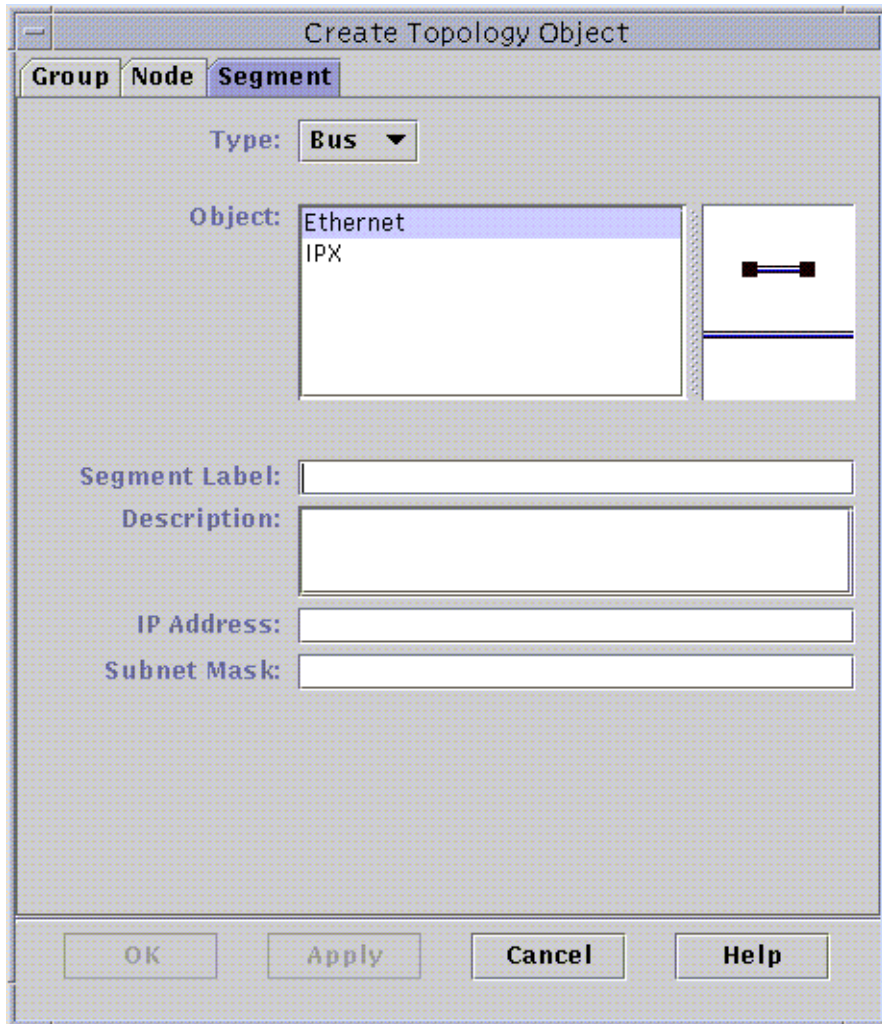 Create Topology Object
Group Node Segment
Type: Bus
Object: Ethernet
IPX
Segment Label:
Description:
IP Address:
Subnet Mask:
OK Apply Cancel Help